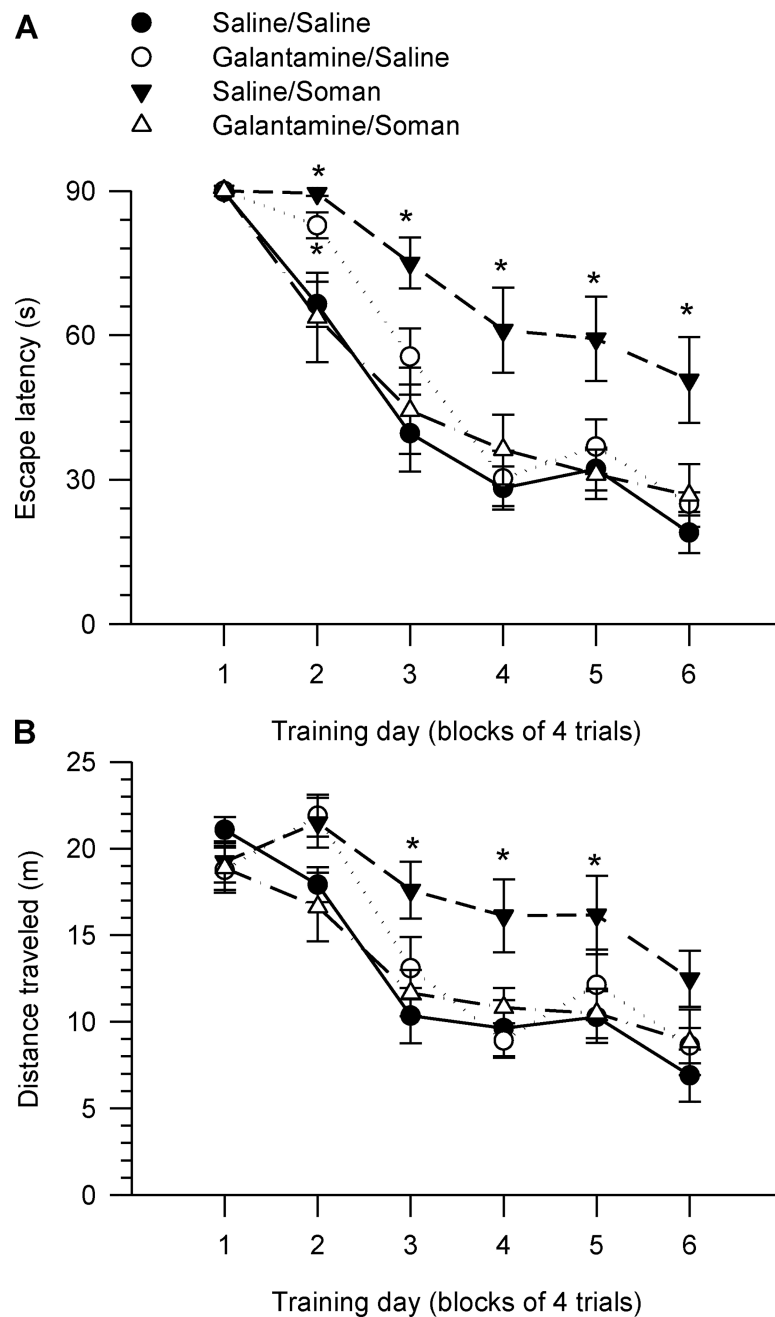 A
Saline/Saline
Galantamine/Saline
Saline/Soman
Galantamine/Soman
Escape latency (s)
90
60
30
0
* * * * * * *
1 2 3 4 5 6
Training day (blocks of 4 trials)
B
Distance traveled (m)
25
20
15
10
5
0
* * *
1 2 3 4 5 6
Training day (blocks of 4 trials)